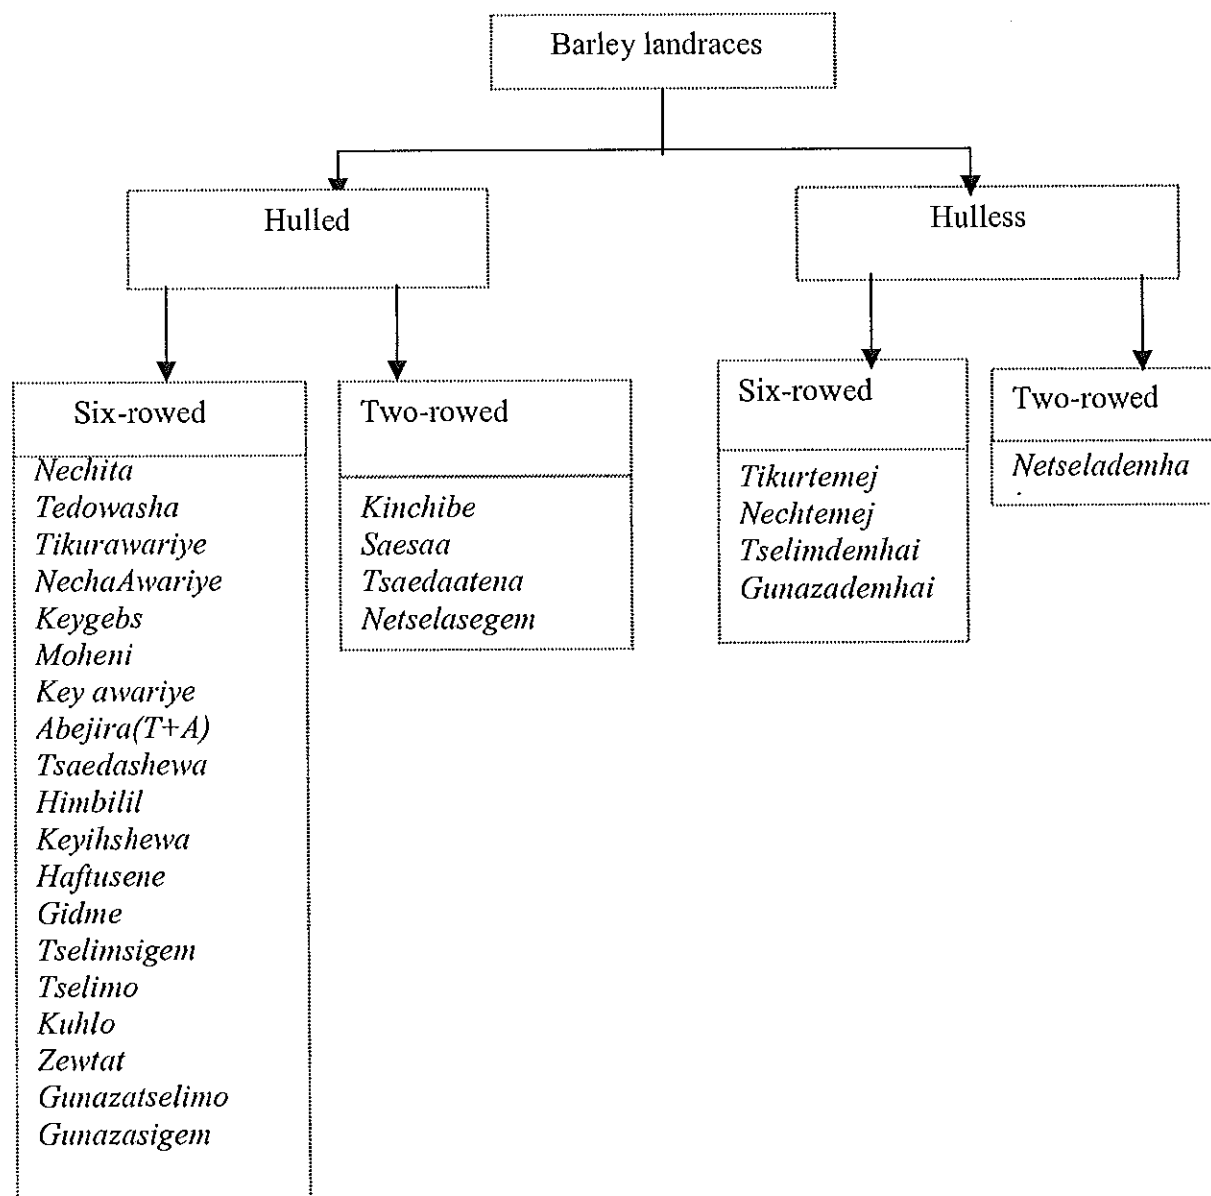 Barley landraces
Hulled
Hulless
Six-rowed
Nechita
Tedowasha
Tikurawariye
NechaAwariye
Keygebs
Moheni
Key awariye
Abejira(T+A)
Tsaedashewa
Himbilil
Keyihshewa
Haftusene
Gidme
Tselimsigem
Tselimo
Kuhlo
Zewtat
Gunazatselimo
Gunazasigem
Two-rowed
Kinchibe
Saesaa
Tsaedaatena
Netselasegem
Six-rowed
Tikurtemej
Nechtemej
Tselimdemhai
Gunazademhai
Two-rowed
Netselademha